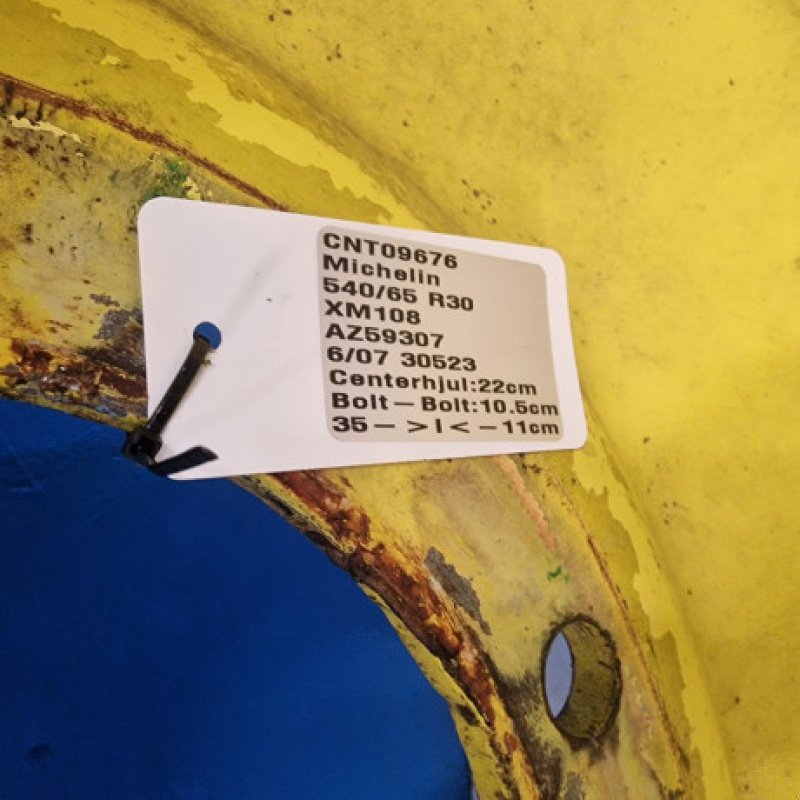 CNT09676
Michelin
540/65 R30
XM108
AZ59307
6/07 30523
Centerhjul:22cm
Bolt — Bolt:10.5cm
35 — > I < — 11cm